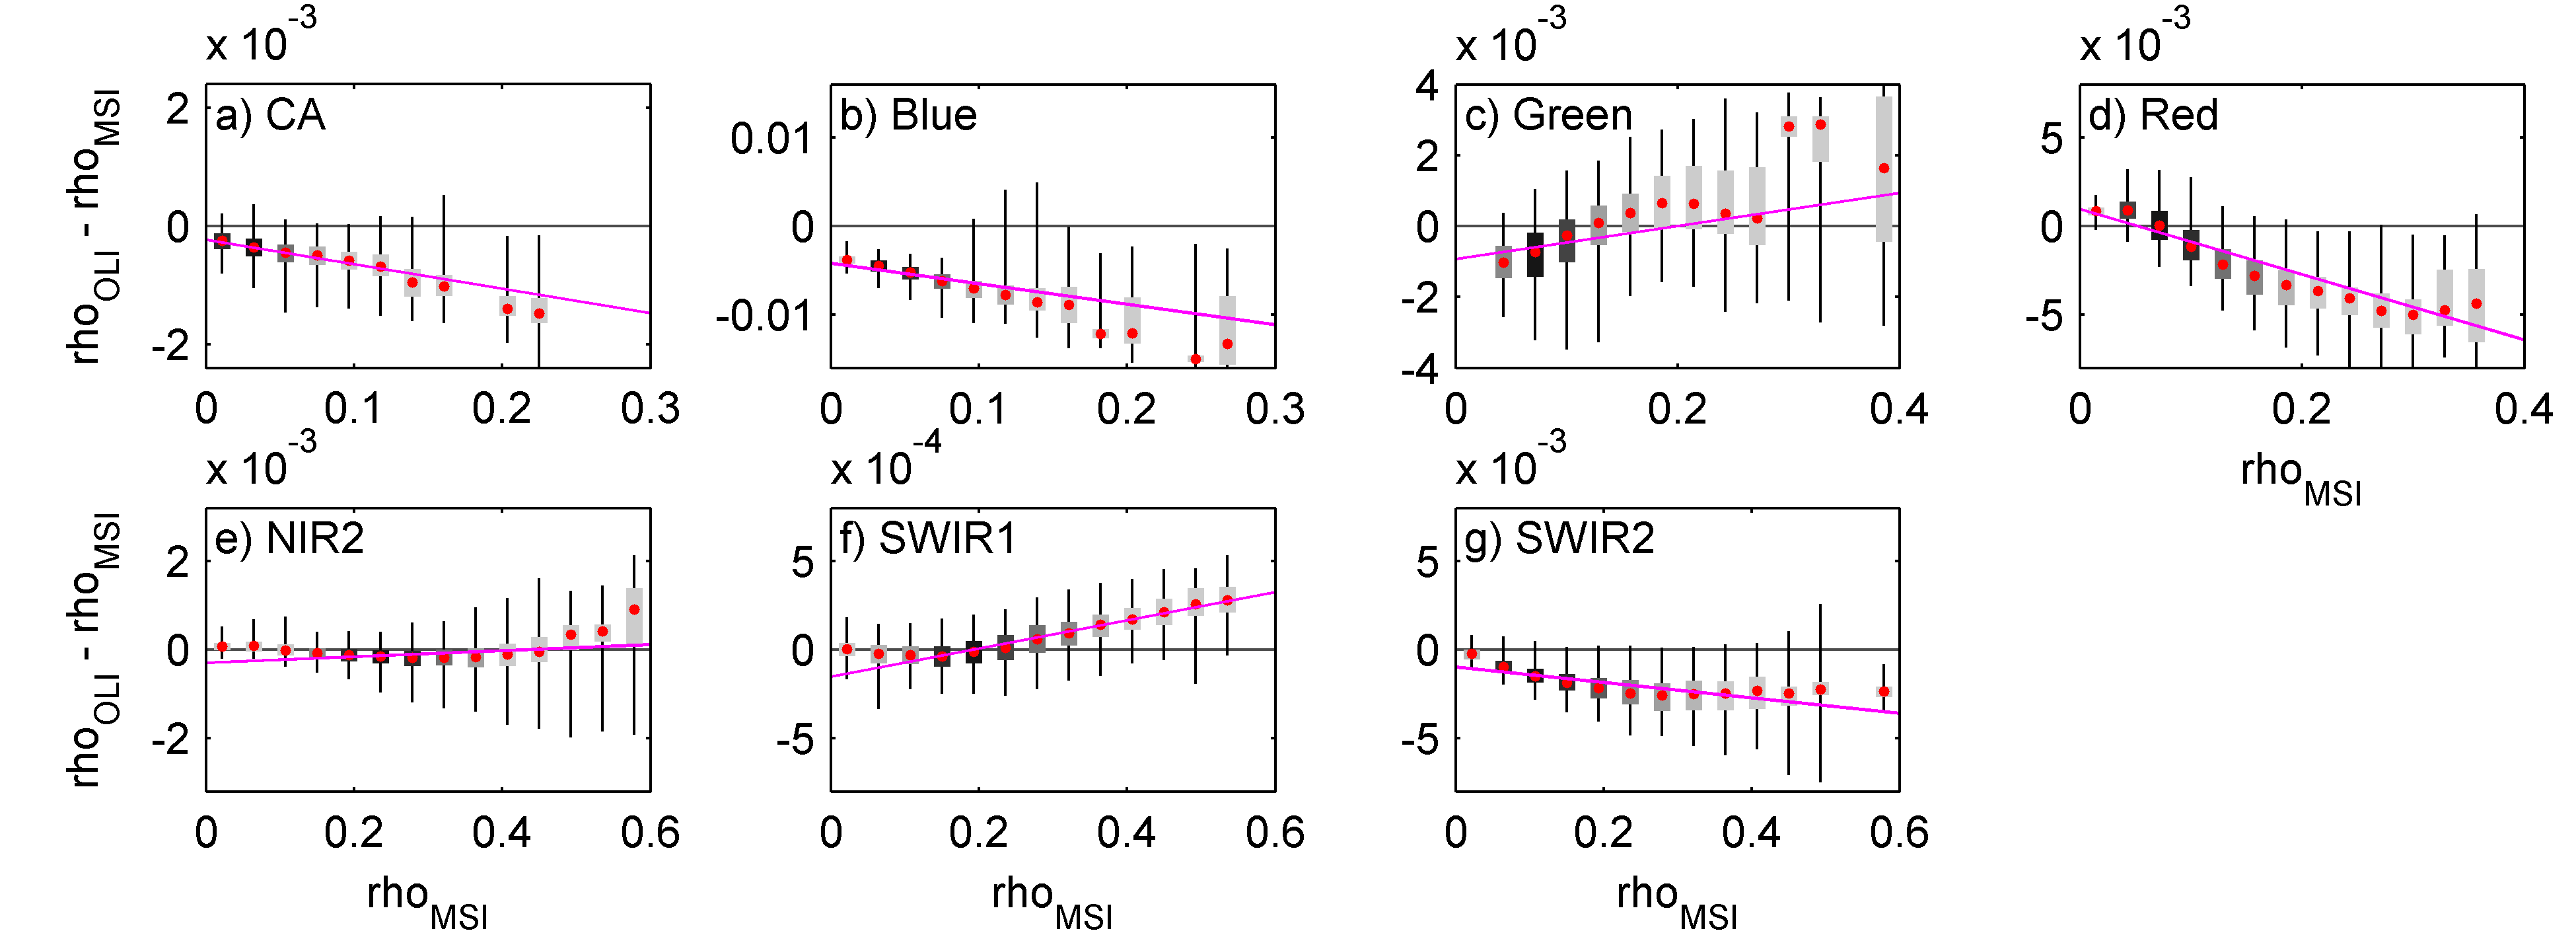 x 10^-3
a) CA
2
0
-2
0 0.1 0.2 0.3
rho_OLI - rho_MSI
b) Blue
0.01
0
-0.01
0 0.1 0.2 0.3
x 10^-3
c) Green
4
2
0
-2
-4
0 0.2 0.4
x 10^-3
d) Red
5
0
-5
0 0.2 0.4
rho_MSI
x 10^-3
e) NIR2
2
0
-2
0 0.2 0.4 0.6
rho_OLI - rho_MSI
rho_MSI
x 10^-4
f) SWIR1
5
0
-5
0 0.2 0.4 0.6
rho_MSI
x 10^-3
g) SWIR2
5
0
-5
0 0.2 0.4 0.6
rho_MSI